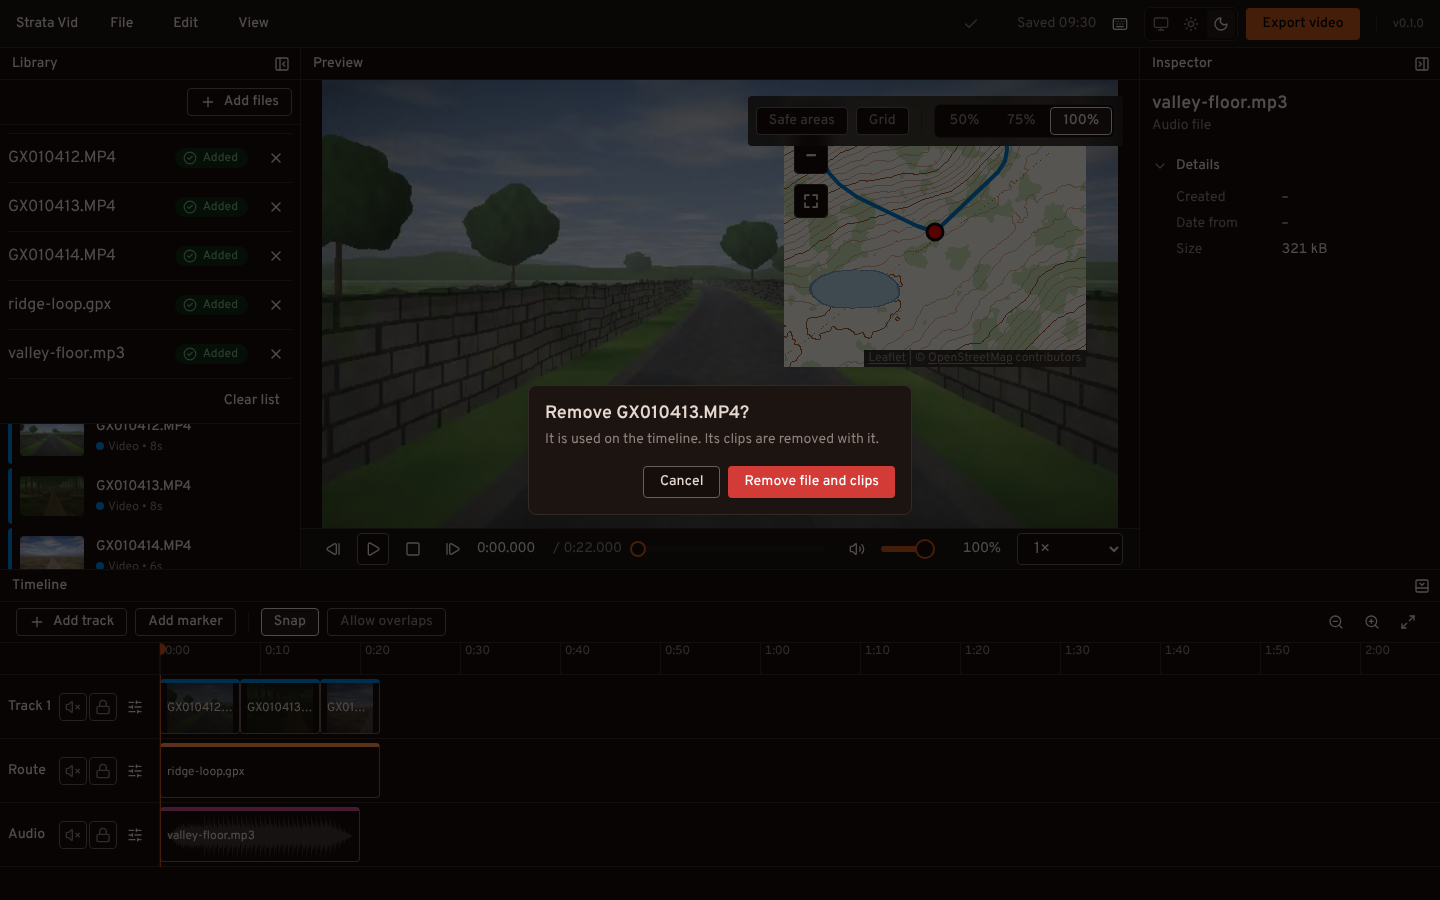 Strata Vid File Edit View Saved 09:30 Export video v0.1.0
Library Preview Inspector
Add files
GX010412.MP4 Added
GX010413.MP4 Added
GX010414.MP4 Added
ridge-loop.gpx Added
valley-floor.mp3 Added
Clear list
GX010412.MP4
Video • 8s
GX010413.MP4
Video • 8s
GX010414.MP4
Video • 6s
Safe areas Grid 50% 75% 100%
Leaflet | © OpenStreetMap contributors
valley-floor.mp3
Audio file
Details
Created –
Date from –
Size 321 kB
Remove GX010413.MP4?
It is used on the timeline. Its clips are removed with it.
Cancel Remove file and clips
0:00.000 / 0:22.000 100% 1×
Timeline
Add track Add marker Snap Allow overlaps
0:00 0:10 0:20 0:30 0:40 0:50 1:00 1:10 1:20 1:30 1:40 1:50 2:00
Track 1 GX010412... GX010413... GX01...
Route ridge-loop.gpx
Audio valley-floor.mp3